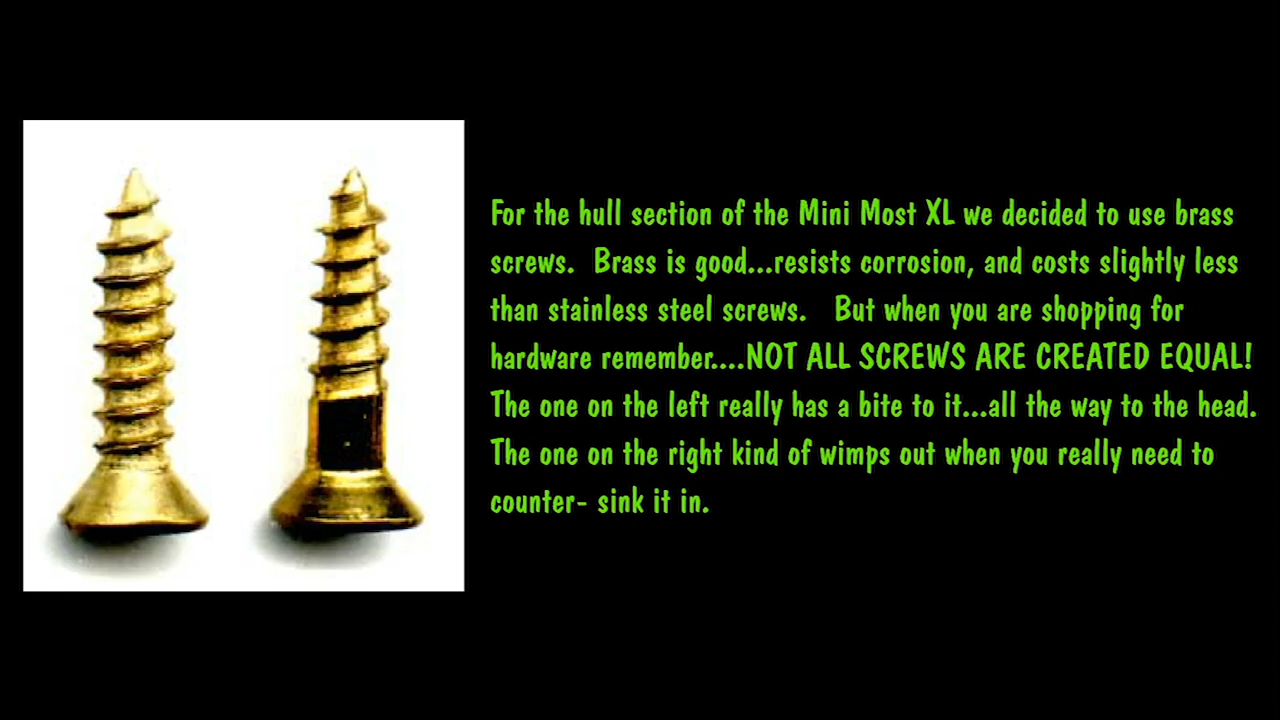 For the hull section of the Mini Most XL we decided to use brass
screws.  Brass is good...resists corrosion, and costs slightly less
than stainless steel screws.   But when you are shopping for
hardware remember....NOT ALL SCREWS ARE CREATED EQUAL!
The one on the left really has a bite to it...all the way to the head.
The one on the right kind of wimps out when you really need to
counter- sink it in.